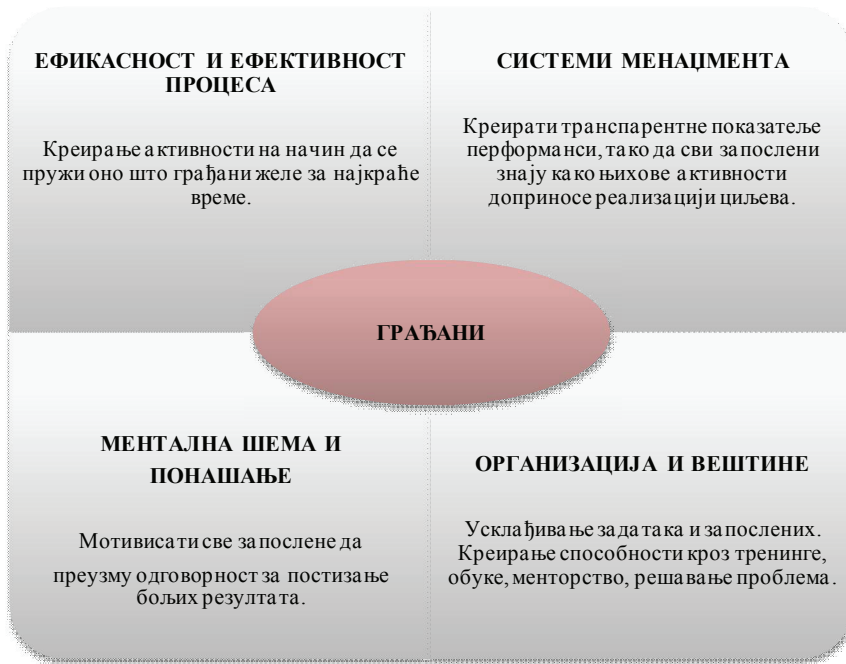 ЕФИКАСНОСТ И ЕФЕКТИВНОСТ
ПРОЦЕСА
Креирање активности на начин да се
пружи оно што грађани желе за најкраће
време.
СИСТЕМИ МЕНАЏМЕНТА
Креирати транспарентне показатеље
перформанси, тако да сви запослени
знају како њихове активности
доприносе реализацији циљева.
ГРАЂАНИ
МЕНТАЛНА ШЕМА И
ПОНАШАЊЕ
Мотивисати све запослене да
преузму одговорност за постизање
бољих резултата.
ОРГАНИЗАЦИЈА И ВЕШТИНЕ
Усклађивање задатака и запослених.
Креирање способности кроз тренинге,
обуке, менторство, решавање проблема.